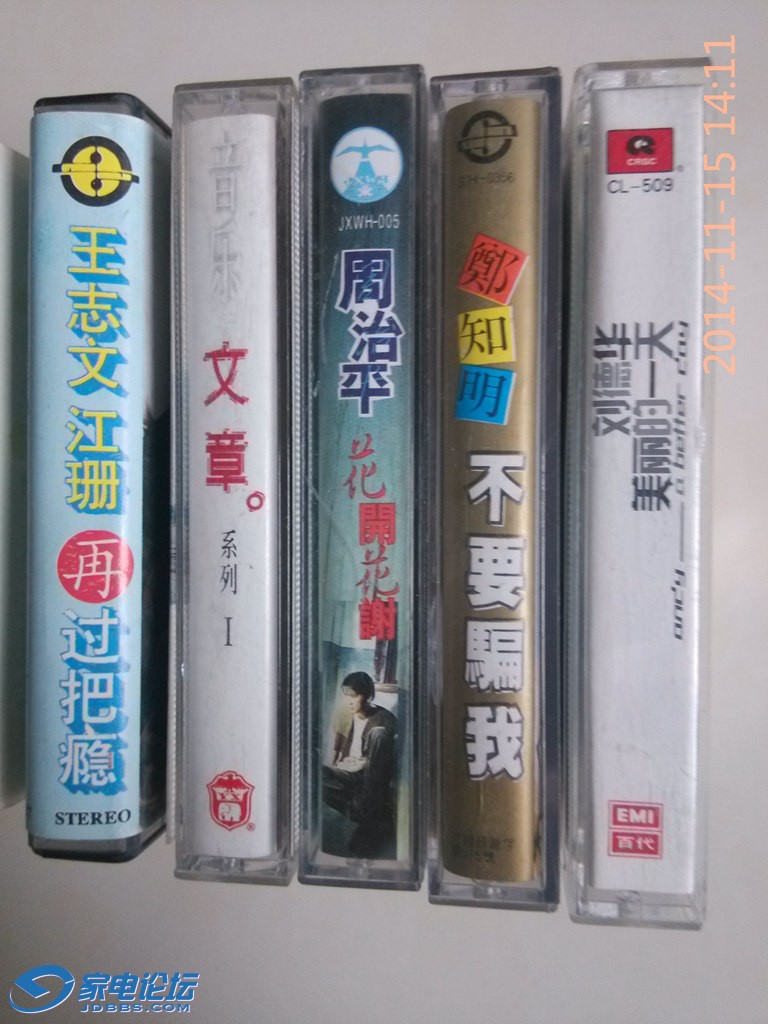 王志文 江珊
再过把瘾
STEREO
音乐
文章。
系列 I
JXWH-005
周治平
花開花謝
鄭知明
不要騙我
CRSC
CL-509
刘德华
美丽的一天
andy — a better day
EMI
百代
2014-11-15 14:11
家电论坛
JDBBS.COM